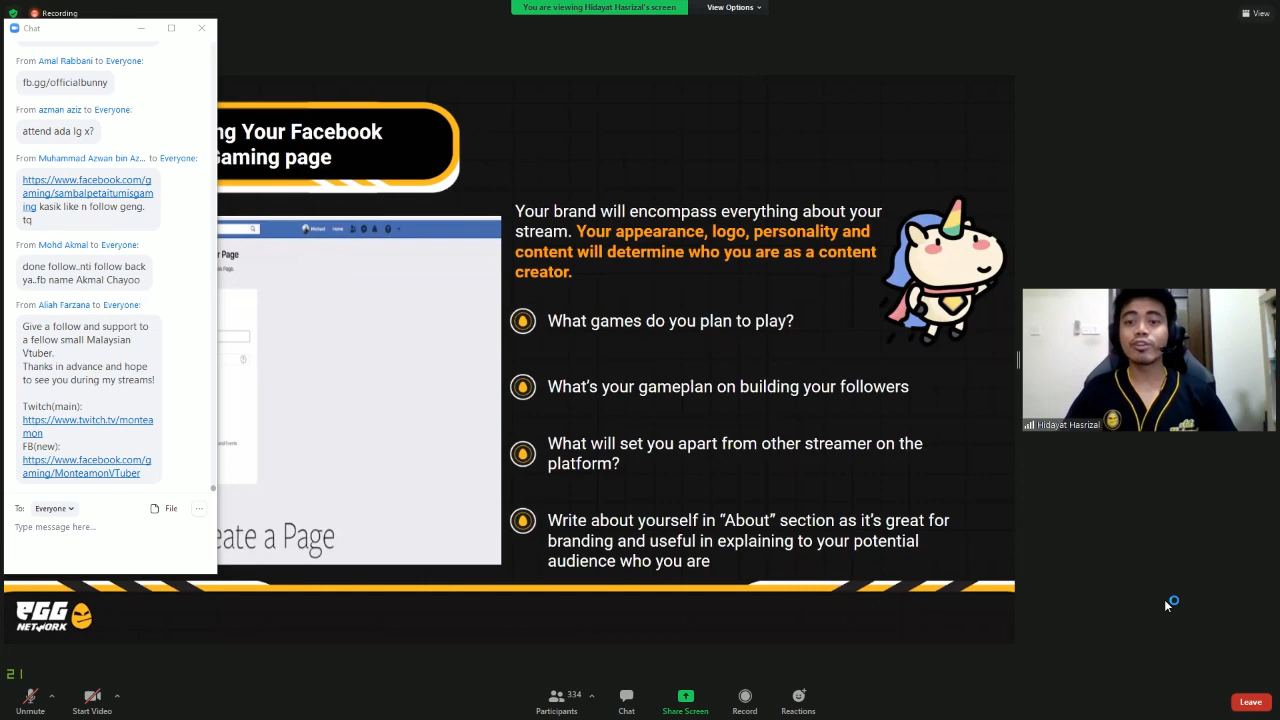 Recording
You are viewing Hidayat Hasrizal's screen
View Options
View
Chat
From Amal Rabbani to Everyone:
fb.gg/officialbunny
From azman aziz to Everyone:
attend ada lg x?
From Muhammad Azwan bin Az... to Everyone:
https://www.facebook.com/g
aming/sambalpetaitumisgam
ing kasik like n follow geng.
tq
From Mohd Akmal to Everyone:
done follow..nti follow back
ya..fb name Akmal Chayoo
From Aliah Farzana to Everyone:
Give a follow and support to
a fellow small Malaysian
Vtuber.
Thanks in advance and hope
to see you during my streams!
Twitch(main):
https://www.twitch.tv/montea
mon
FB(new):
https://www.facebook.com/g
aming/MonteamonVTuber
To: Everyone
File
Type message here...
ng Your Facebook
Gaming page
Michael Home
r Page
eate a Page
Your brand will encompass everything about your
stream. Your appearance, logo, personality and
content will determine who you are as a content
creator.
What games do you plan to play?
What's your gameplan on building your followers
What will set you apart from other streamer on the
platform?
Write about yourself in "About" section as it's great for
branding and useful in explaining to your potential
audience who you are
Hidayat Hasrizal
EGG
NETWORK
21
Unmute
Start Video
334
Participants
Chat
Share Screen
Record
Reactions
Leave